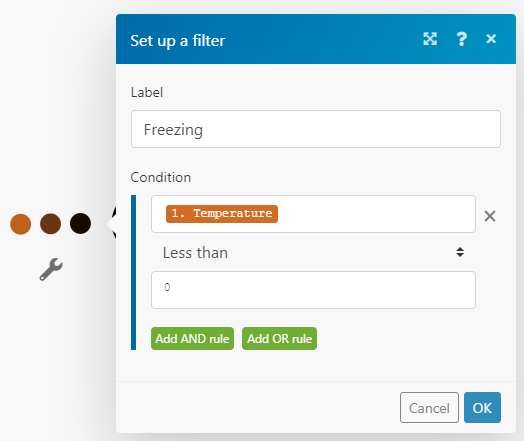 Set up a filter
?
Label
Freezing
Condition
1. Temperature
Less than
0
Add AND rule Add OR rule
Cancel OK